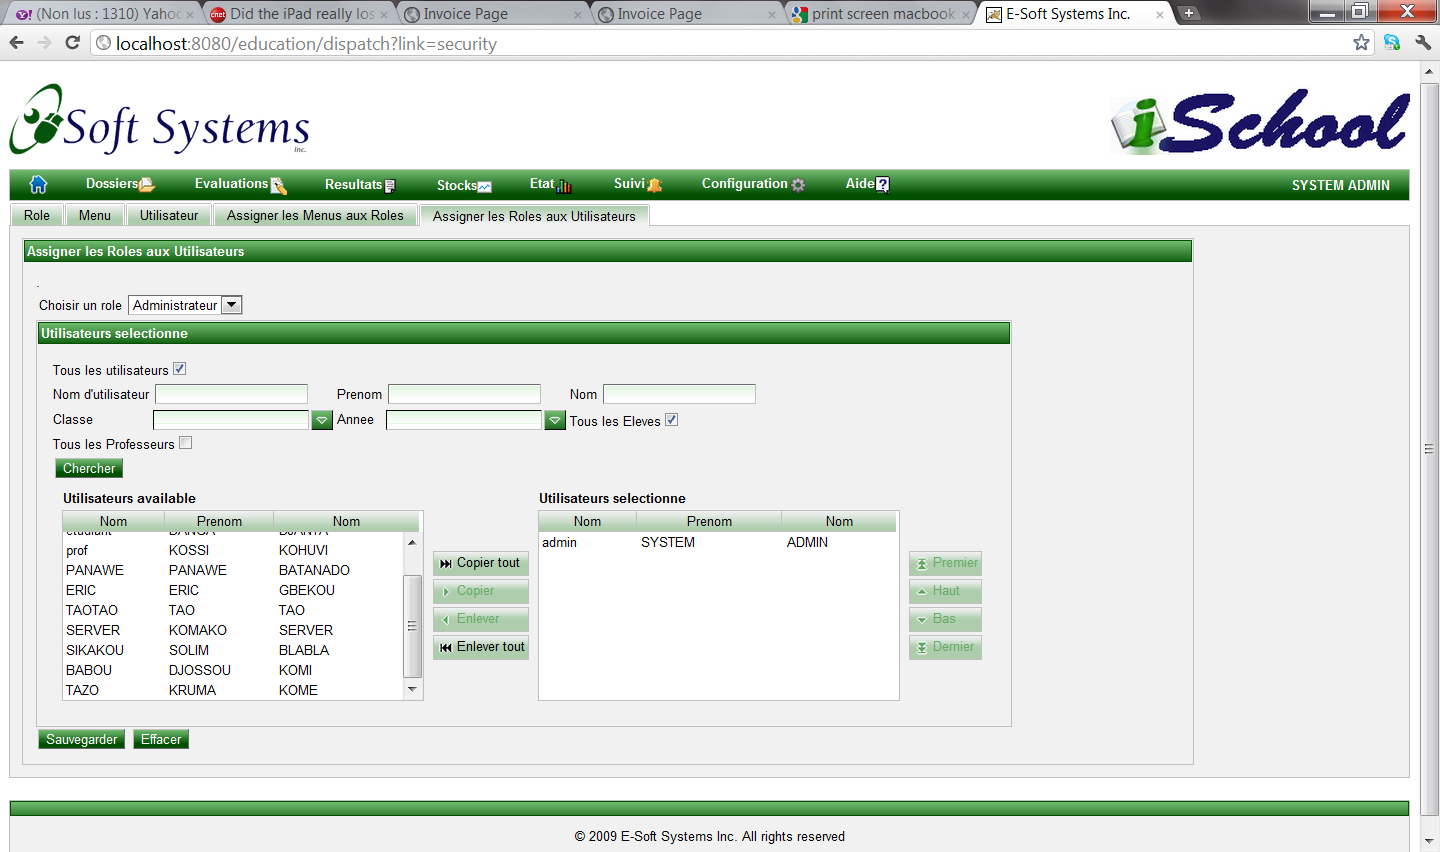 (Non lus : 1310) Yahoo
Did the iPad really los
Invoice Page
Invoice Page
print screen macbook
E-Soft Systems Inc.
localhost:8080/education/dispatch?link=security
Soft Systems
Inc.
iSchool
Dossiers Evaluations Resultats Stocks Etat Suivi Configuration Aide SYSTEM ADMIN
Role Menu Utilisateur Assigner les Menus aux Roles Assigner les Roles aux Utilisateurs
Assigner les Roles aux Utilisateurs
.
Choisir un role Administrateur
Utilisateurs selectionne
Tous les utilisateurs
Nom d'utilisateur Prenom Nom
Classe Annee Tous les Eleves
Tous les Professeurs
Chercher
Utilisateurs available
Nom Prenom Nom
etudiant DANGA
prof KOSSI KOHUVI
PANAWE PANAWE BATANADO
ERIC ERIC GBEKOU
TAOTAO TAO TAO
SERVER KOMAKO SERVER
SIKAKOU SOLIM BLABLA
BABOU DJOSSOU KOMI
TAZO KRUMA KOME
Copier tout
Copier
Enlever
Enlever tout
Utilisateurs selectionne
Nom Prenom Nom
admin SYSTEM ADMIN
Premier
Haut
Bas
Dernier
Sauvegarder Effacer
© 2009 E-Soft Systems Inc. All rights reserved